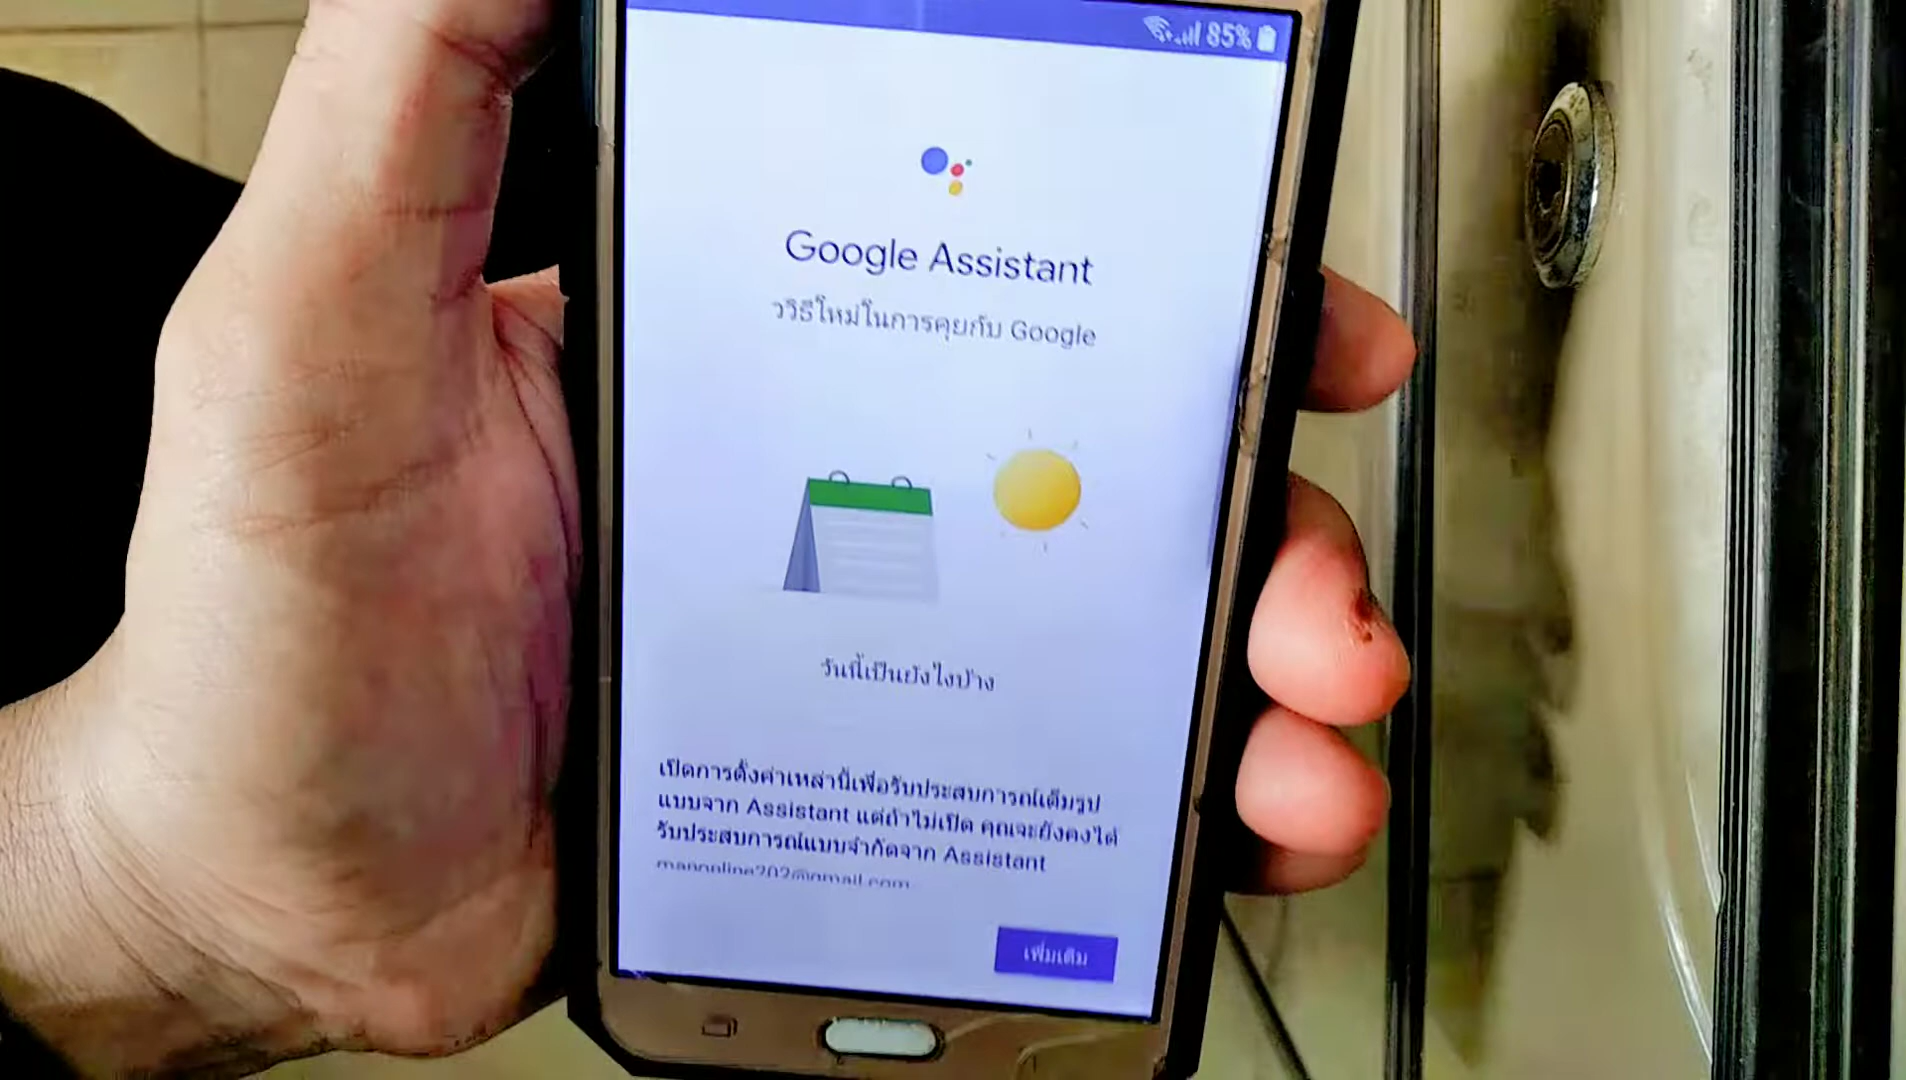 85%
Google Assistant
ววิธีใหม่ในการคุยกับ Google
วันนี้เป็นยังไงบ้าง
เปิดการตั้งค่าเหล่านี้เพื่อรับประสบการณ์เต็มรูป
แบบจาก Assistant แต่ถ้าไม่เปิด คุณจะยังคงได้
รับประสบการณ์แบบจำกัดจาก Assistant
เพิ่มเติม